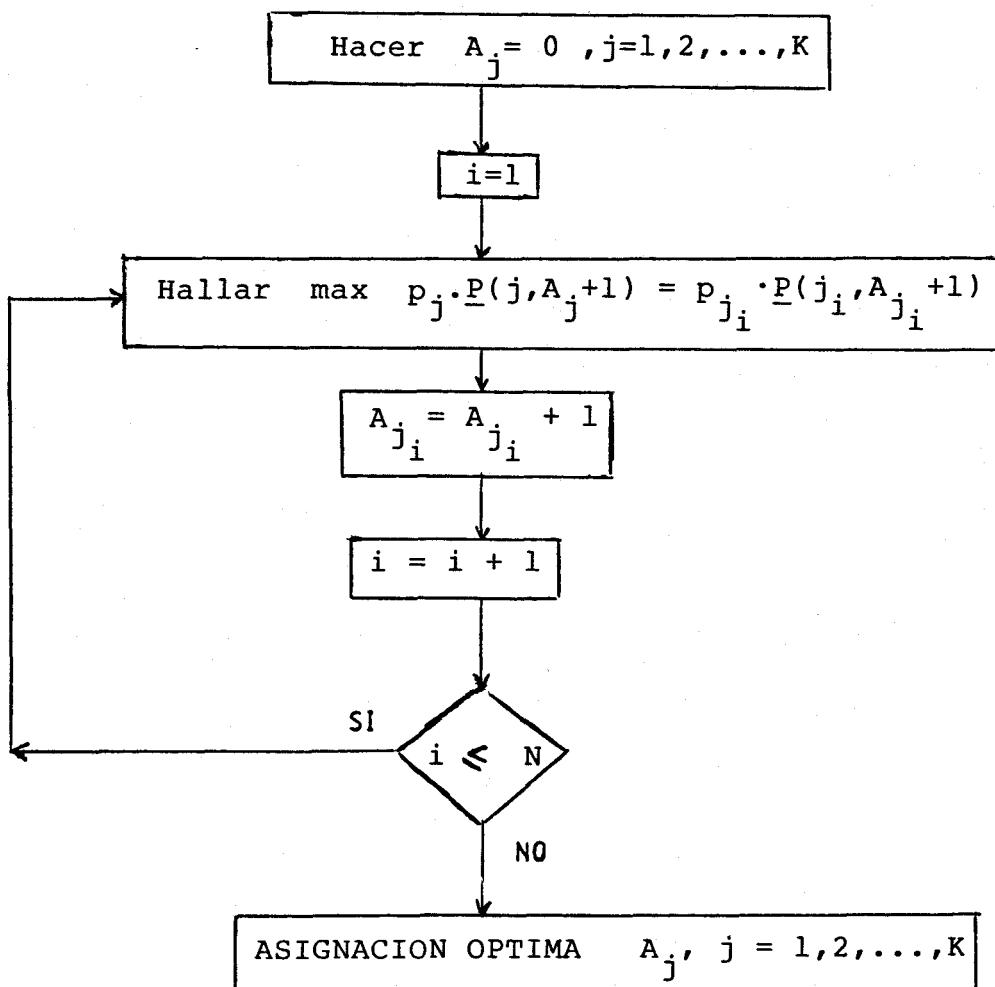 Hacer A_j= 0 ,j=1,2,...,K
i=1
Hallar max p_j.P(j,A_j+1) = p_{j_i}.P(j_i,A_{j_i}+1)
A_{j_i} = A_{j_i} + 1
i = i + 1
SI
i ≤ N
NO
ASIGNACION OPTIMA A_j, j = 1,2,...,K